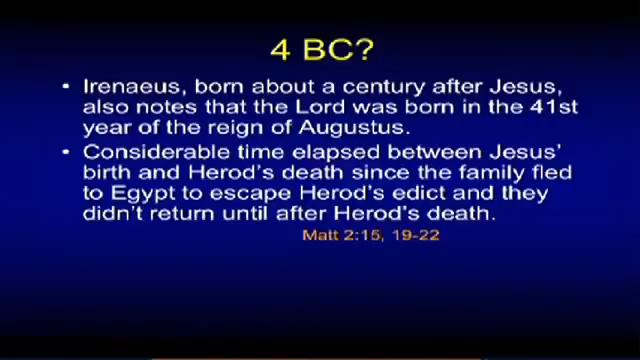 4 BC?
• Irenaeus, born about a century after Jesus,
also notes that the Lord was born in the 41st
year of the reign of Augustus.
• Considerable time elapsed between Jesus'
birth and Herod's death since the family fled
to Egypt to escape Herod's edict and they
didn't return until after Herod's death.
Matt 2:15, 19-22